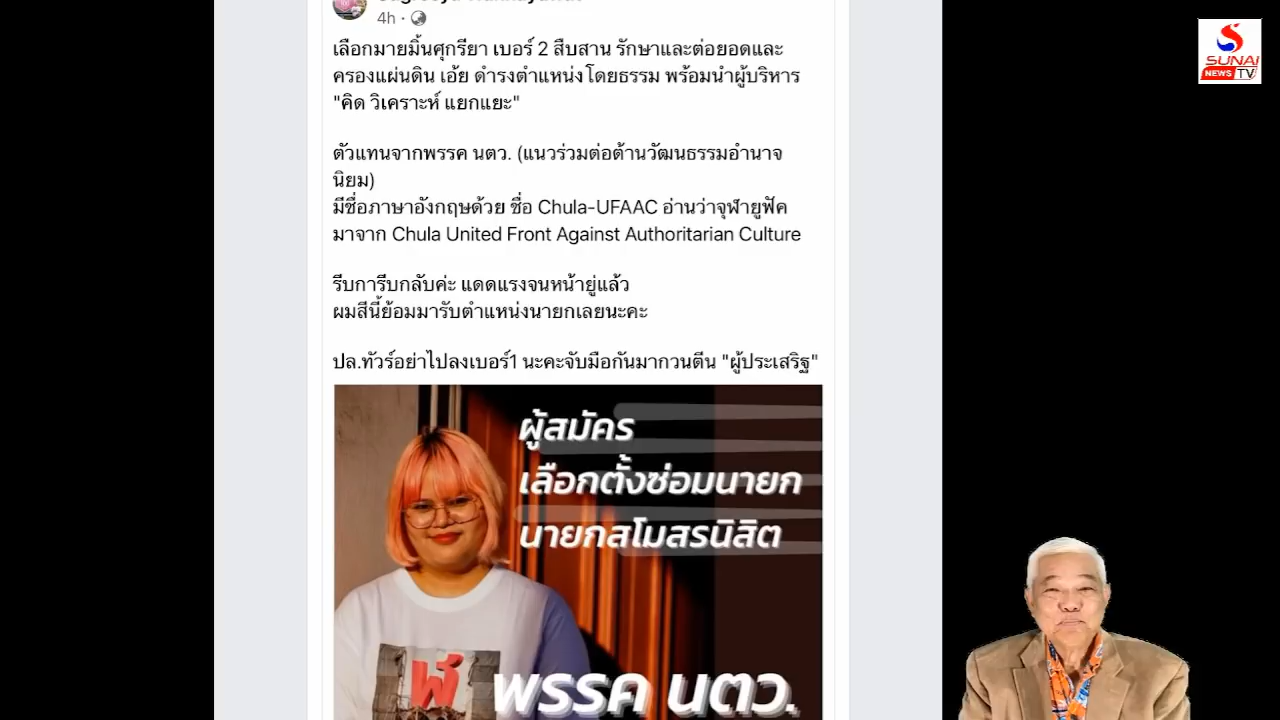 4h
เลือกมายมิ้นศุกรียา เบอร์ 2 สืบสาน รักษาและต่อยอดและ
ครองแผ่นดิน เอ้ย ดำรงตำแหน่งโดยธรรม พร้อมนำผู้บริหาร
"คิด วิเคราะห์ แยกแยะ"
ตัวแทนจากพรรค นตว. (แนวร่วมต่อต้านวัฒนธรรมอำนาจ
นิยม)
มีชื่อภาษาอังกฤษด้วย ชื่อ Chula-UFAAC อ่านว่าจุฬายูฟัค
มาจาก Chula United Front Against Authoritarian Culture
รีบการีบกลับค่ะ แดดแรงจนหน้ายู่แล้ว
ผมสีนี้ย้อมมารับตำแหน่งนายกเลยนะคะ
ปล.ทัวร์อย่าไปลงเบอร์1 นะคะจับมือกันมากวนตีน "ผู้ประเสริฐ"
ผู้สมัคร
เลือกตั้งซ่อมนายก
นายกสโมสรนิสิต
พรรค นตว.
SUNAI
NEWS TV